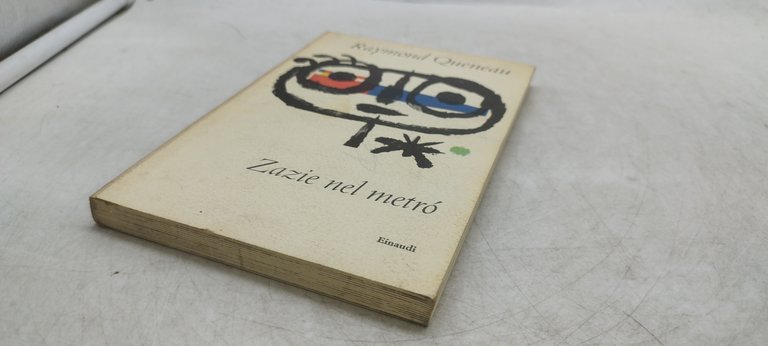 Raymond Queneau
Zazie nel metró
Einaudi